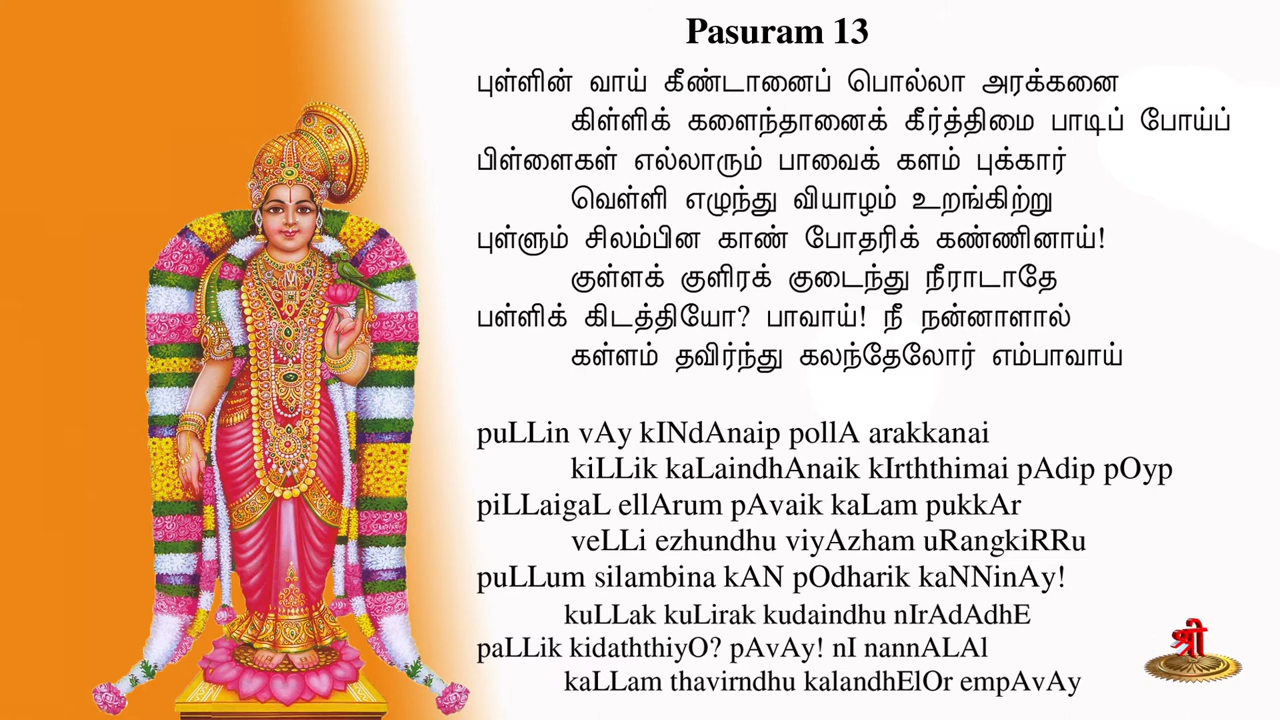 Pasuram 13
புள்ளின் வாய் கீண்டானைப் பொல்லா அரக்கனை
கிள்ளிக் களைந்தானைக் கீர்த்திமை பாடிப் போய்ப்
பிள்ளைகள் எல்லாரும் பாவைக் களம் புக்கார்
வெள்ளி எழுந்து வியாழம் உறங்கிற்று
புள்ளும் சிலம்பின காண் போதரிக் கண்ணினாய்!
குள்ளக் குளிரக் குடைந்து நீராடாதே
பள்ளிக் கிடத்தியோ? பாவாய்! நீ நன்னாளால்
கள்ளம் தவிர்ந்து கலந்தேலோர் எம்பாவாய்
puLLin vAy kINdAnaip pollA arakkanai
kiLLik kaLaindhAnaik kIrththimai pAdip pOyp
piLLaigaL ellArum pAvaik kaLam pukkAr
veLLi ezhundhu viyAzham uRangkiRRu
puLLum silambina kAN pOdharik kaNNinAy!
kuLLak kuLirak kudaindhu nIrAdAdhE
paLLik kidaththiyO? pAvAy! nI nannALAl
kaLLam thavirndhu kalandhElOr empAvAy
ஸ்ரீ